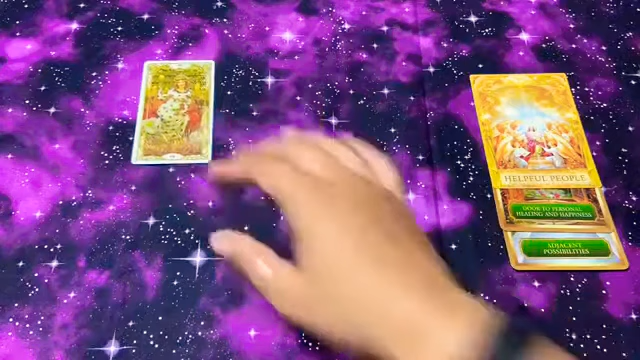 HELPFUL PEOPLE
DOOR TO PERSONAL
HEALING AND HAPPINESS
ADJACENT
POSSIBILITIES